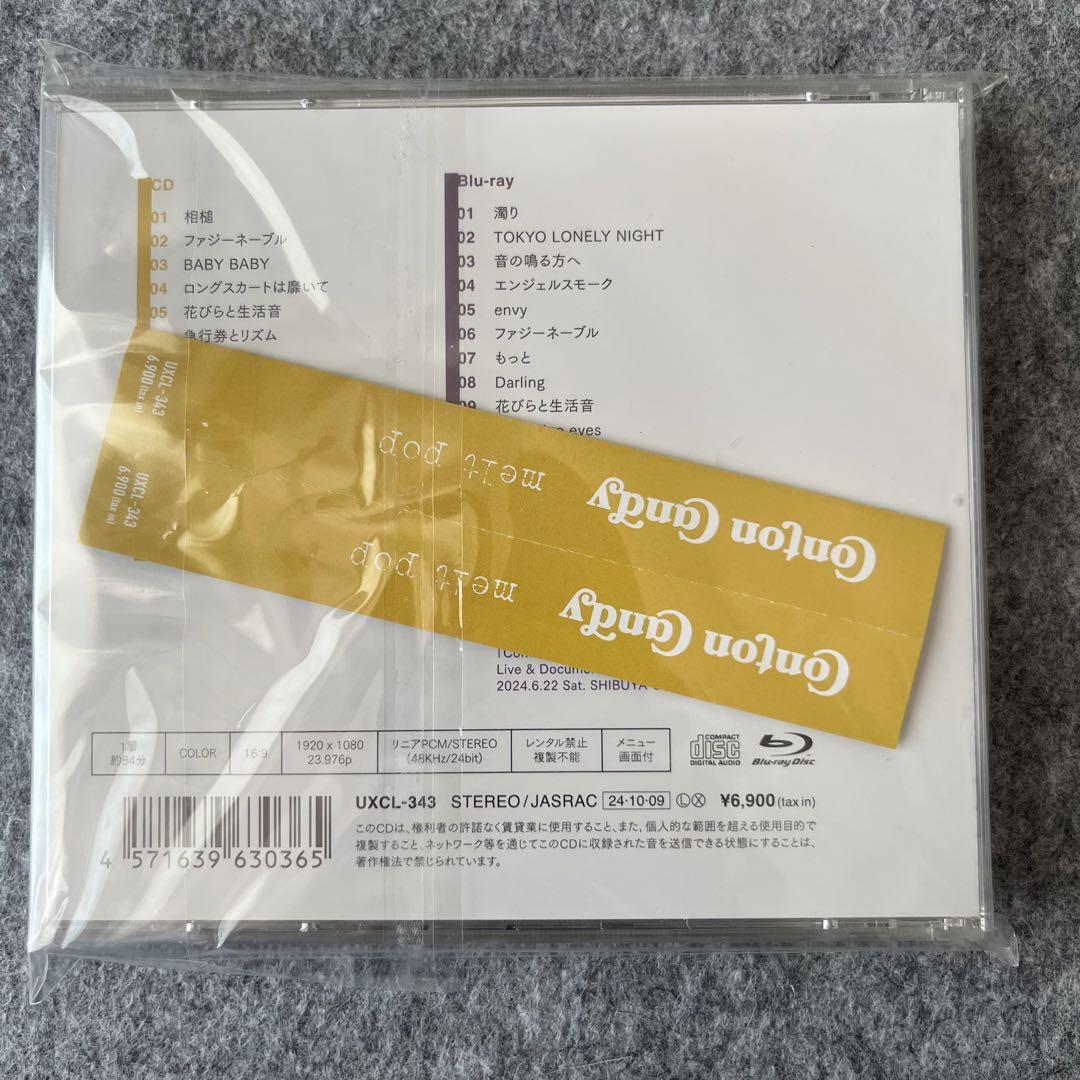 CD
01 相槌
02 ファジーネーブル
03 BABY BABY
04 ロングスカートは靡いて
05 花びらと生活音
急行券とリズム
Blu-ray
01 濁り
02 TOKYO LONELY NIGHT
03 音の鳴る方へ
04 エンジェルスモーク
05 envy
06 ファジーネーブル
07 もっと
08 Darling
09 花びらと生活音
eyes
UXCL-343
6,900 (tax in)
melt pop
Conton Candy
UXCL-343
6,900 (tax in)
melt pop
Conton Candy
Live &
2024.6.22 Sat. SHIBUYA
1層
約84分
COLOR
16:9
1920 x 1080
23.976p
リニアPCM/STEREO
(48KHz/24bit)
レンタル禁止
複製不能
メニュー
画面付
COMPACT
disc
DIGITAL AUDIO
Blu-ray Disc
UXCL-343 STEREO/JASRAC 24・10・09 Ⓛ Ⓧ ¥6,900 (tax in)
このCDは、権利者の許諾なく賃貸業に使用すること、また、個人的な範囲を超える使用目的で
複製すること、ネットワーク等を通じてこのCDに収録された音を送信できる状態にすることは、
著作権法で禁じられています。
4 571639 630365